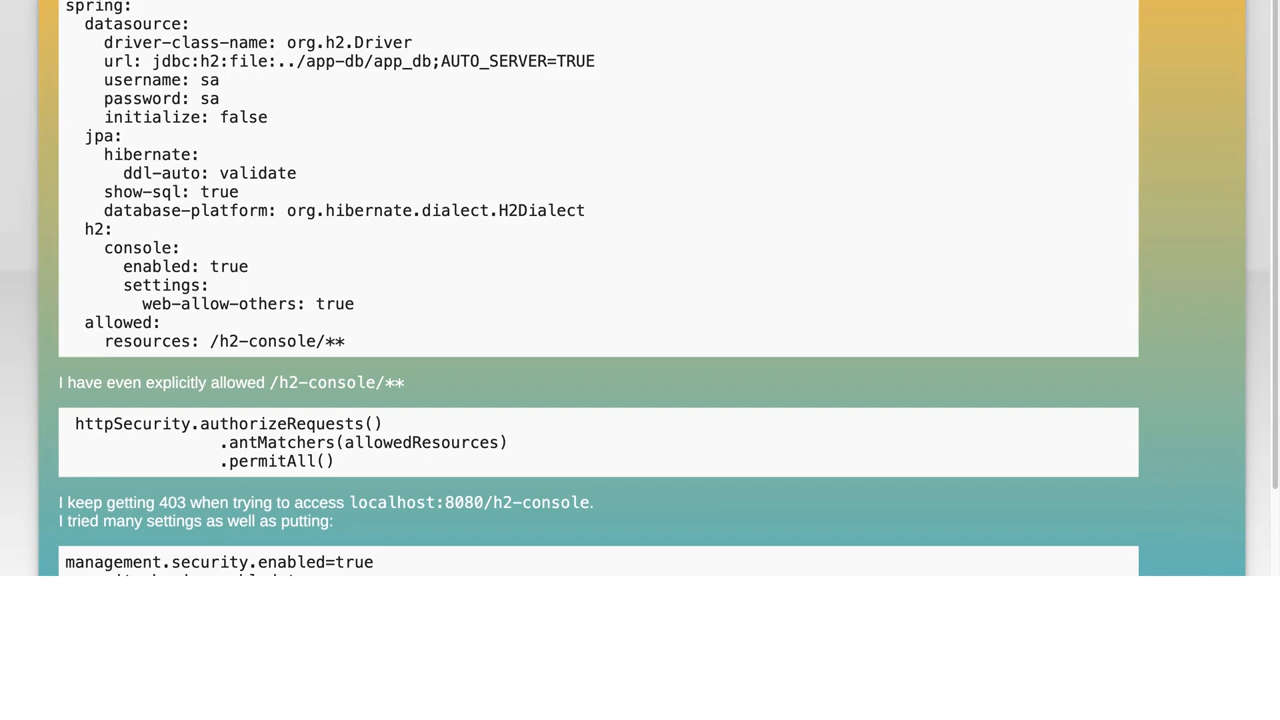 spring:
  datasource:
    driver-class-name: org.h2.Driver
    url: jdbc:h2:file:../app-db/app_db;AUTO_SERVER=TRUE
    username: sa
    password: sa
    initialize: false
  jpa:
    hibernate:
      ddl-auto: validate
    show-sql: true
    database-platform: org.hibernate.dialect.H2Dialect
  h2:
    console:
      enabled: true
      settings:
        web-allow-others: true
  allowed:
    resources: /h2-console/**
I have even explicitly allowed /h2-console/**
 httpSecurity.authorizeRequests()
                .antMatchers(allowedResources)
                .permitAll()
I keep getting 403 when trying to access localhost:8080/h2-console.
I tried many settings as well as putting:
management.security.enabled=true